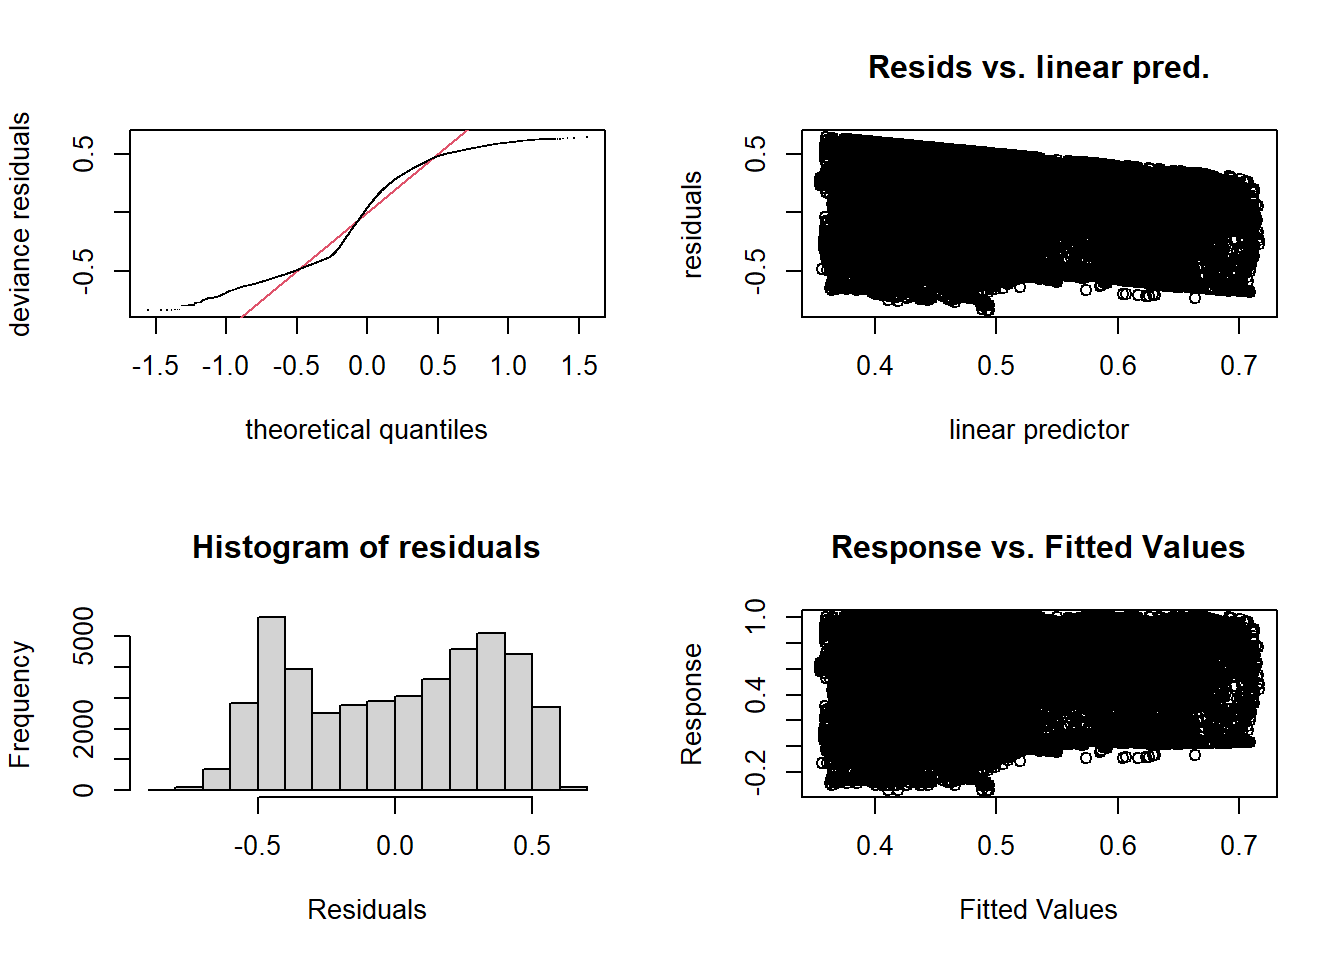 deviance residuals
0.5
-0.5
-1.5 -1.0 -0.5 0.0 0.5 1.0 1.5
theoretical quantiles
Resids vs. linear pred.
residuals
0.5
-0.5
0.4 0.5 0.6 0.7
linear predictor
Histogram of residuals
Frequency
5000
2000
0
-0.5 0.0 0.5
Residuals
Response vs. Fitted Values
Response
1.0
0.4
-0.2
0.4 0.5 0.6 0.7
Fitted Values